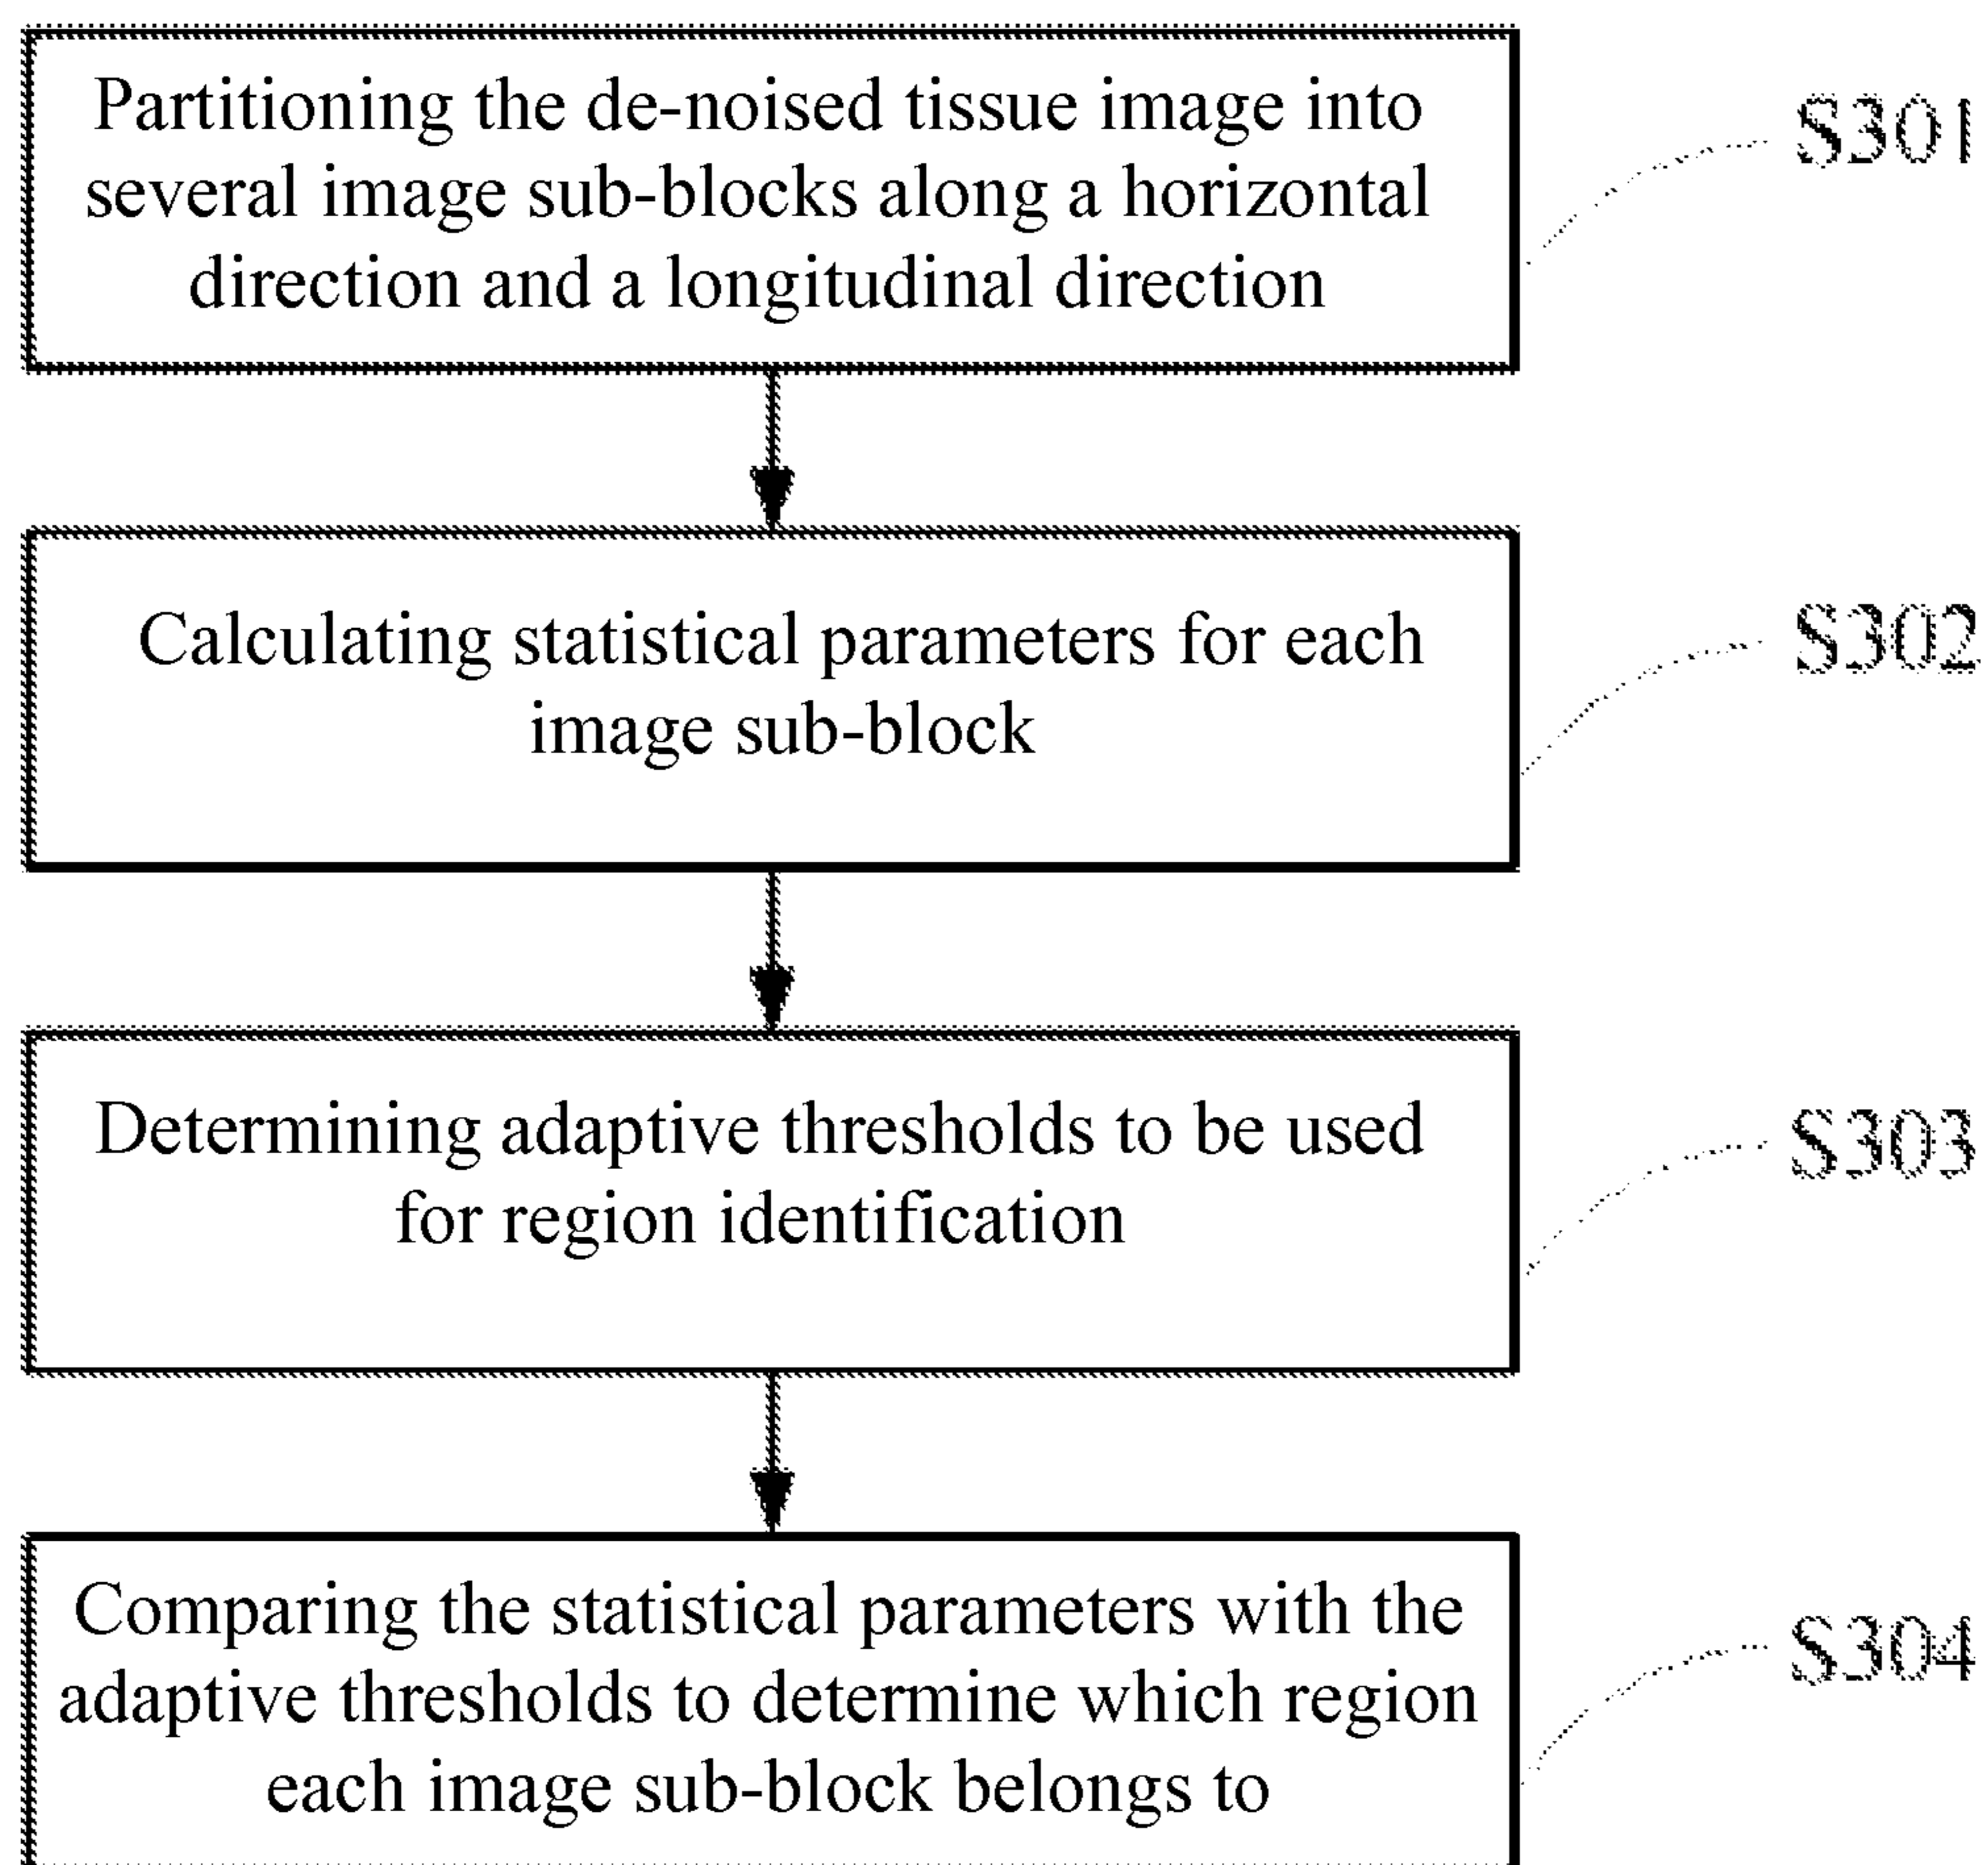 Partitioning the de-noised tissue image into
several image sub-blocks along a horizontal
direction and a longitudinal direction
S301
Calculating statistical parameters for each
image sub-block
S302
Determining adaptive thresholds to be used
for region identification
S303
Comparing the statistical parameters with the
adaptive thresholds to determine which region
each image sub-block belongs to
S304